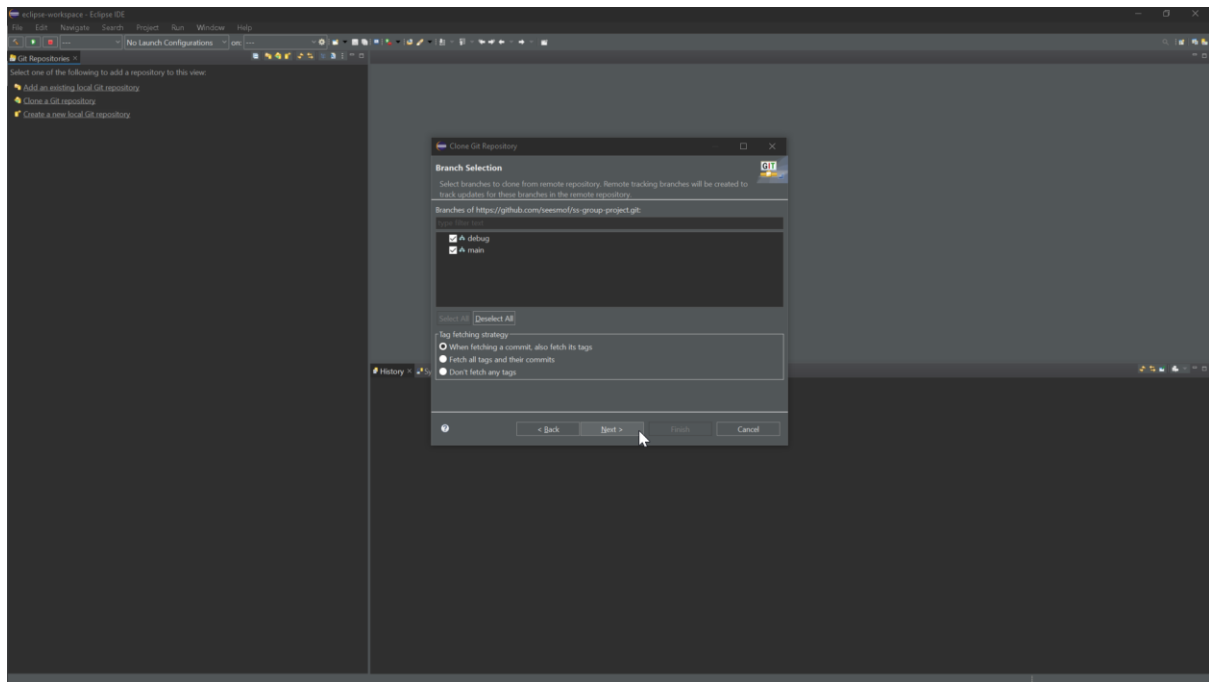 eclipse-workspace - Eclipse IDE
File Edit Navigate Search Project Run Window Help
No Launch Configurations on: ---
Git Repositories
Select one of the following to add a repository to this view:
Add an existing local Git repository
Clone a Git repository
Create a new local Git repository
Clone Git Repository
Branch Selection
GIT
Select branches to clone from remote repository. Remote tracking branches will be created to
track updates for these branches in the remote repository.
Branches of https://github.com/seesmof/ss-group-project.git:
type filter text
debug
main
Select All Deselect All
Tag fetching strategy
When fetching a commit, also fetch its tags
Fetch all tags and their commits
Don't fetch any tags
History
< Back Next > Finish Cancel